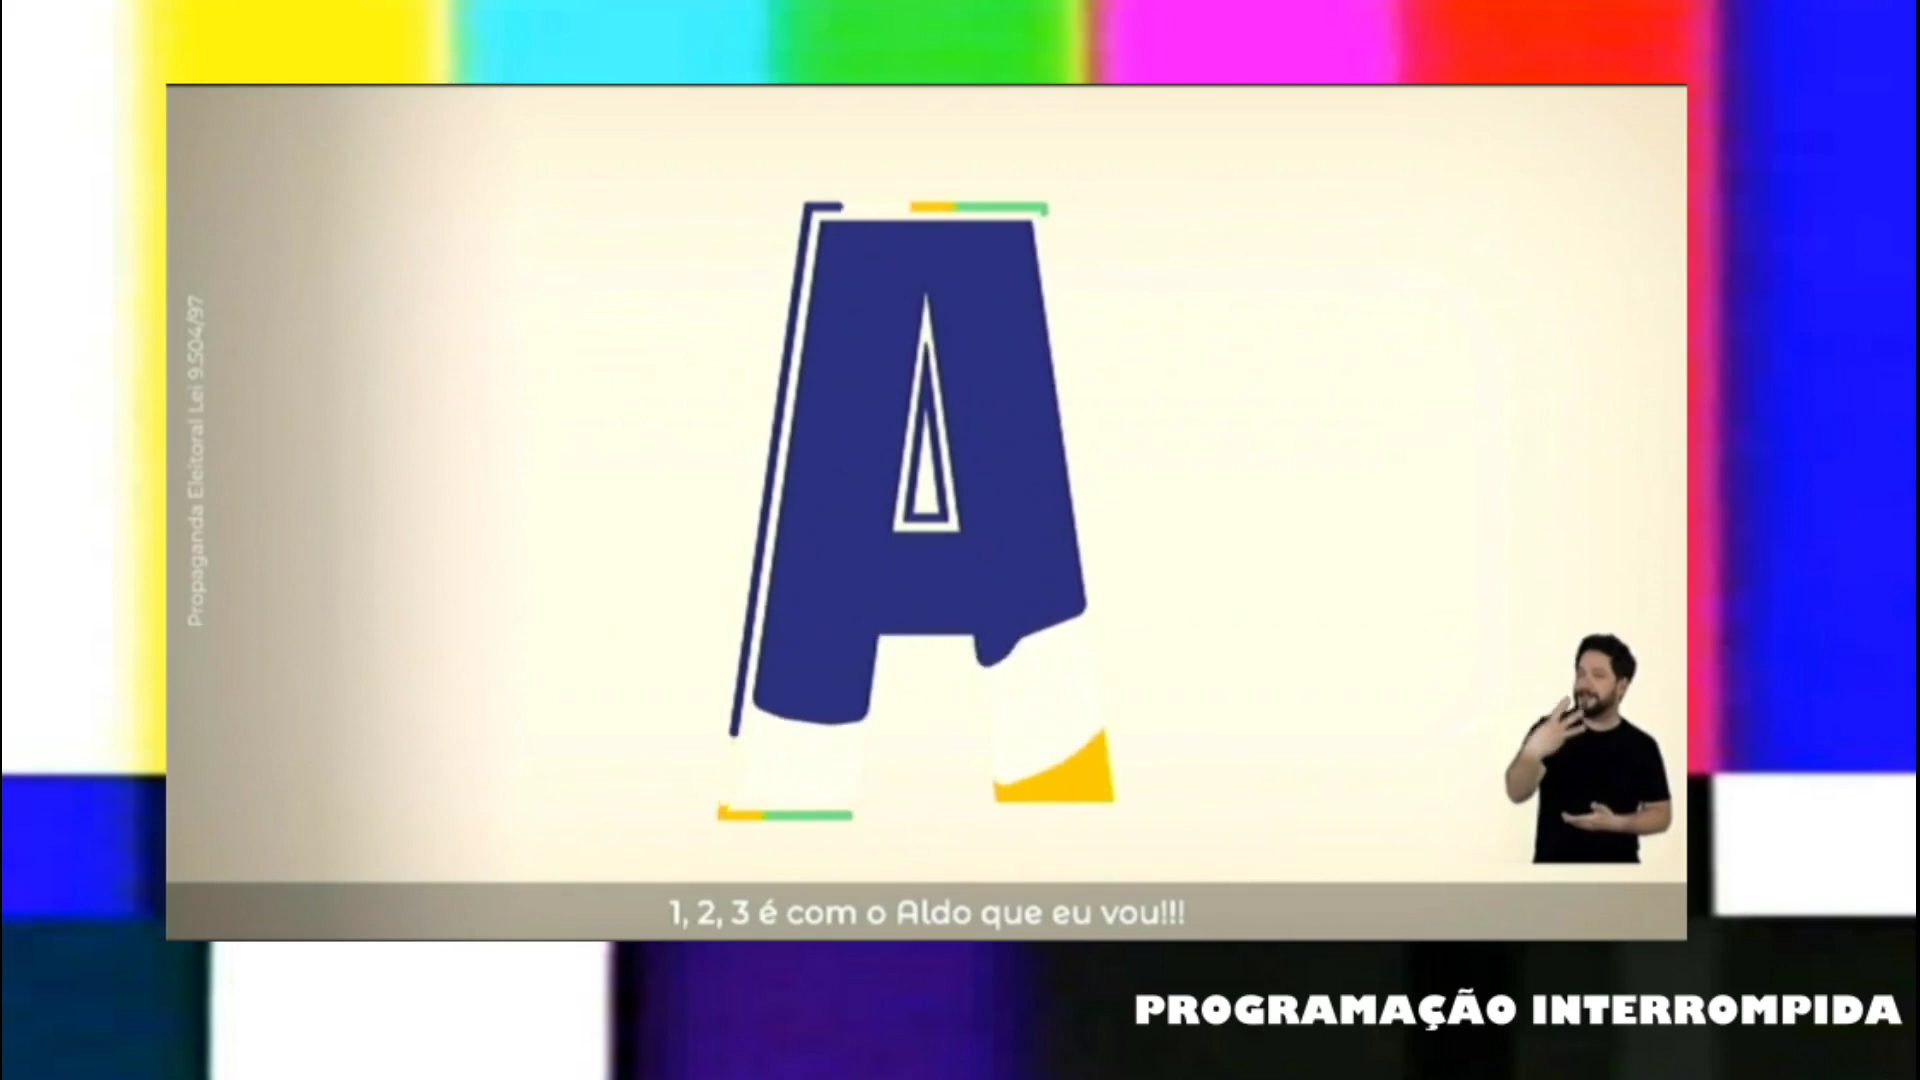 Propaganda Eleitoral Lei 9.504/97
A
1, 2, 3 é com o Aldo que eu vou!!!
PROGRAMAÇÃO INTERROMPIDA